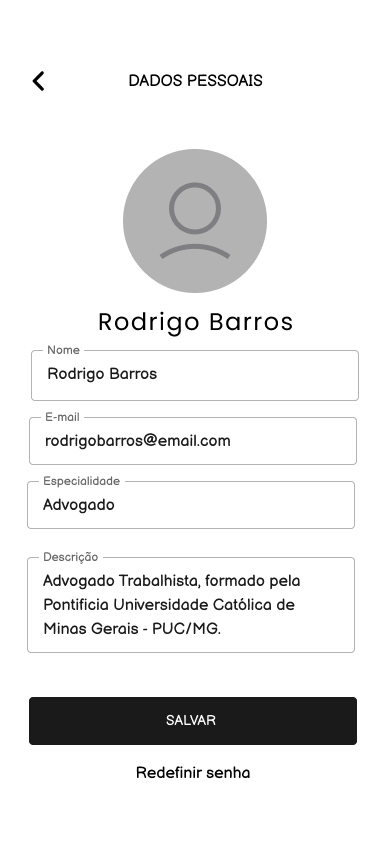 DADOS PESSOAIS
Rodrigo Barros
Nome
Rodrigo Barros
E-mail
rodrigobarros@email.com
Especialidade
Advogado
Descrição
Advogado Trabalhista, formado pela
Pontificia Universidade Católica de
Minas Gerais - PUC/MG.
SALVAR
Redefinir senha